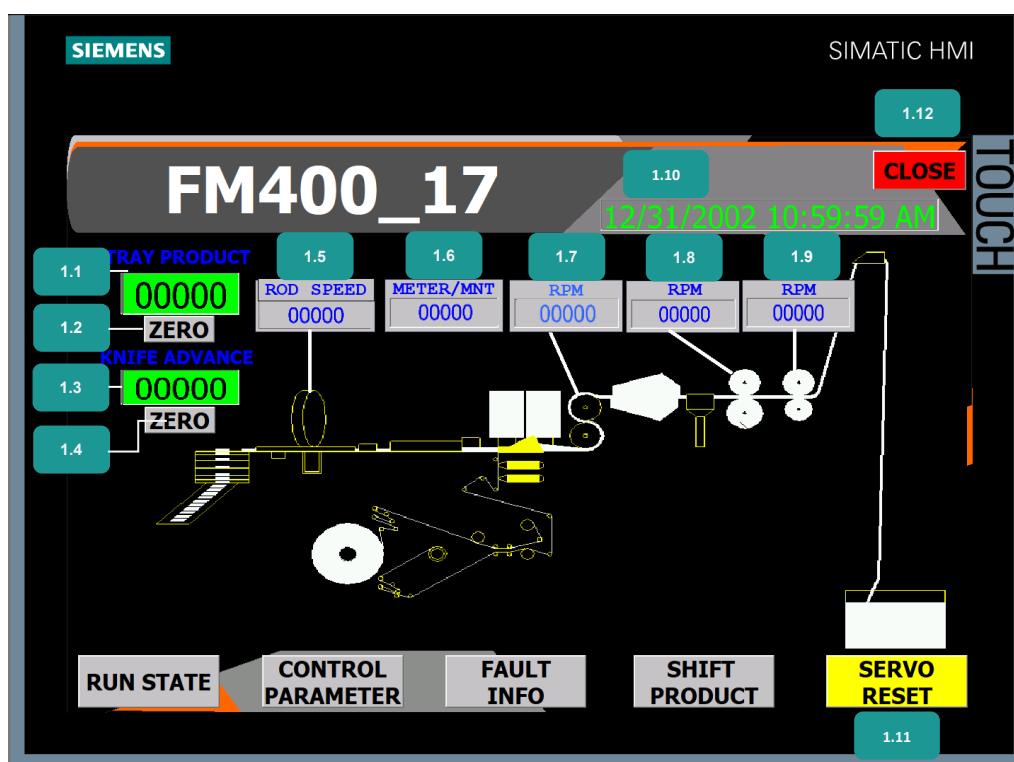 SIEMENS
SIMATIC HMI
1.12
TOUCH
FM400_17
1.10
CLOSE
12/31/2002 10:59:59 AM
1.1
TRAY PRODUCT
00000
1.2
ZERO
KNIFE ADVANCE
1.3
00000
1.4
ZERO
1.5
ROD SPEED
00000
1.6
METER/MNT
00000
1.7
RPM
00000
1.8
RPM
00000
1.9
RPM
00000
RUN STATE
CONTROL
PARAMETER
FAULT
INFO
SHIFT
PRODUCT
SERVO
RESET
1.11